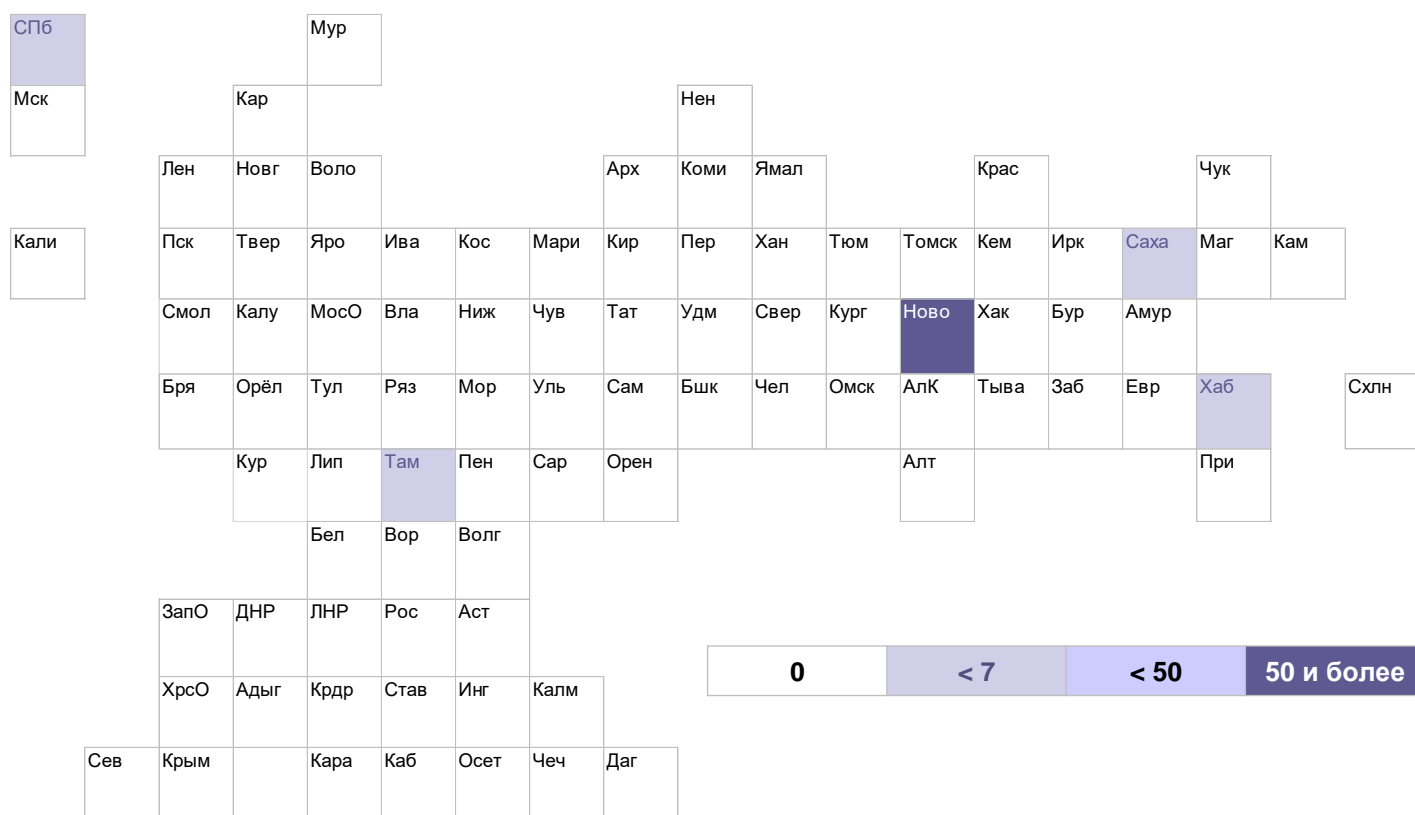 СПб Мур
Мск Кар Нен
Лен Новг Воло Арх Коми Ямал Крас Чук
Кали Пск Твер Яро Ива Кос Мари Кир Пер Хан Тюм Томск Кем Ирк Саха Маг Кам
Смол Калу МосО Вла Ниж Чув Тат Удм Свер Кург Ново Хак Бур Амур
Бря Орёл Тул Ряз Мор Уль Сам Бшк Чел Омск АлК Тыва Заб Евр Хаб Схлн
Кур Лип Там Пен Сар Орен Алт При
Бел Вор Волг
ЗапО ДНР ЛНР Рос Аст
0 < 7 < 50 50 и более
ХрсО Адыг Крдр Став Инг Калм
Сев Крым Кара Каб Осет Чеч Даг